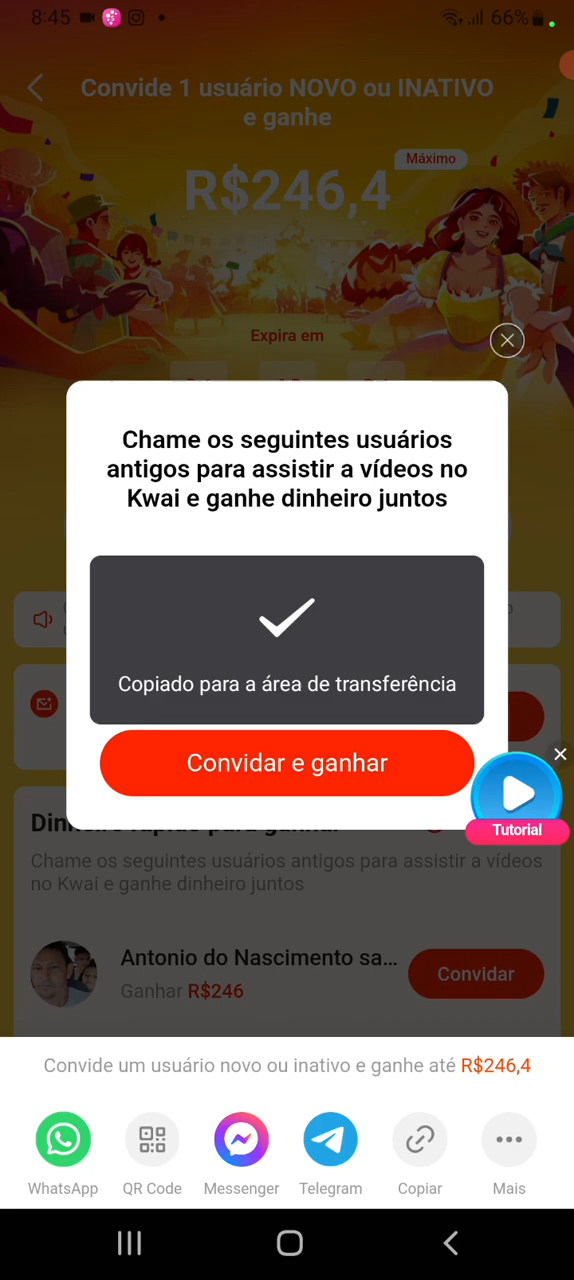 8:45
66%
Convide 1 usuário NOVO ou INATIVO
e ganhe
Máximo
R$246,4
Expira em
Chame os seguintes usuários
antigos para assistir a vídeos no
Kwai e ganhe dinheiro juntos
Copiado para a área de transferência
Convidar e ganhar
Tutorial
Chame os seguintes usuários antigos para assistir a vídeos
no Kwai e ganhe dinheiro juntos
Antonio do Nascimento sa...
Ganhar R$246
Convidar
Convide um usuário novo ou inativo e ganhe até R$246,4
WhatsApp
QR Code
Messenger
Telegram
Copiar
Mais